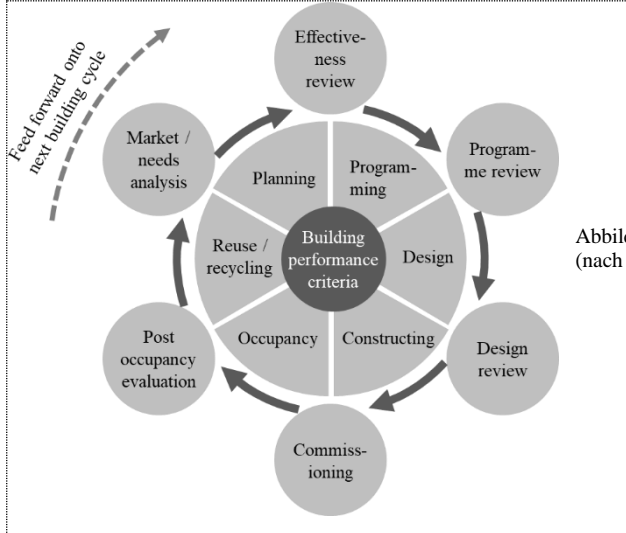 Feed forward onto
next building cycle
Effective-
ness review
Market /
needs
analysis
Program-
me review
Planning
Program-
ming
Reuse /
recycling
Building
performance
criteria
Design
Occupancy
Constructing
Post
occupancy
evaluation
Design
review
Commiss-
ioning
(nach